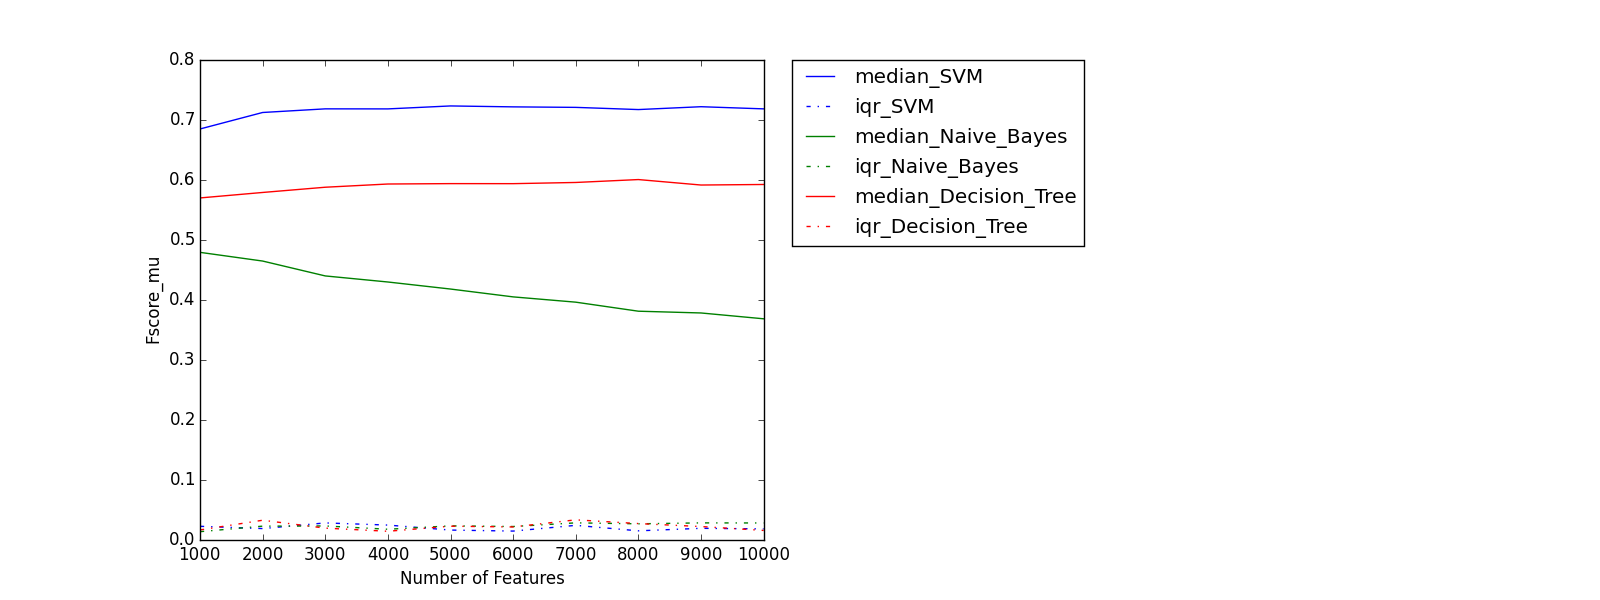 0.8
0.7
0.6
0.5
0.4
0.3
0.2
0.1
0.0
Fscore_mu
1000 2000 3000 4000 5000 6000 7000 8000 9000 10000
Number of Features
median_SVM
iqr_SVM
median_Naive_Bayes
iqr_Naive_Bayes
median_Decision_Tree
iqr_Decision_Tree